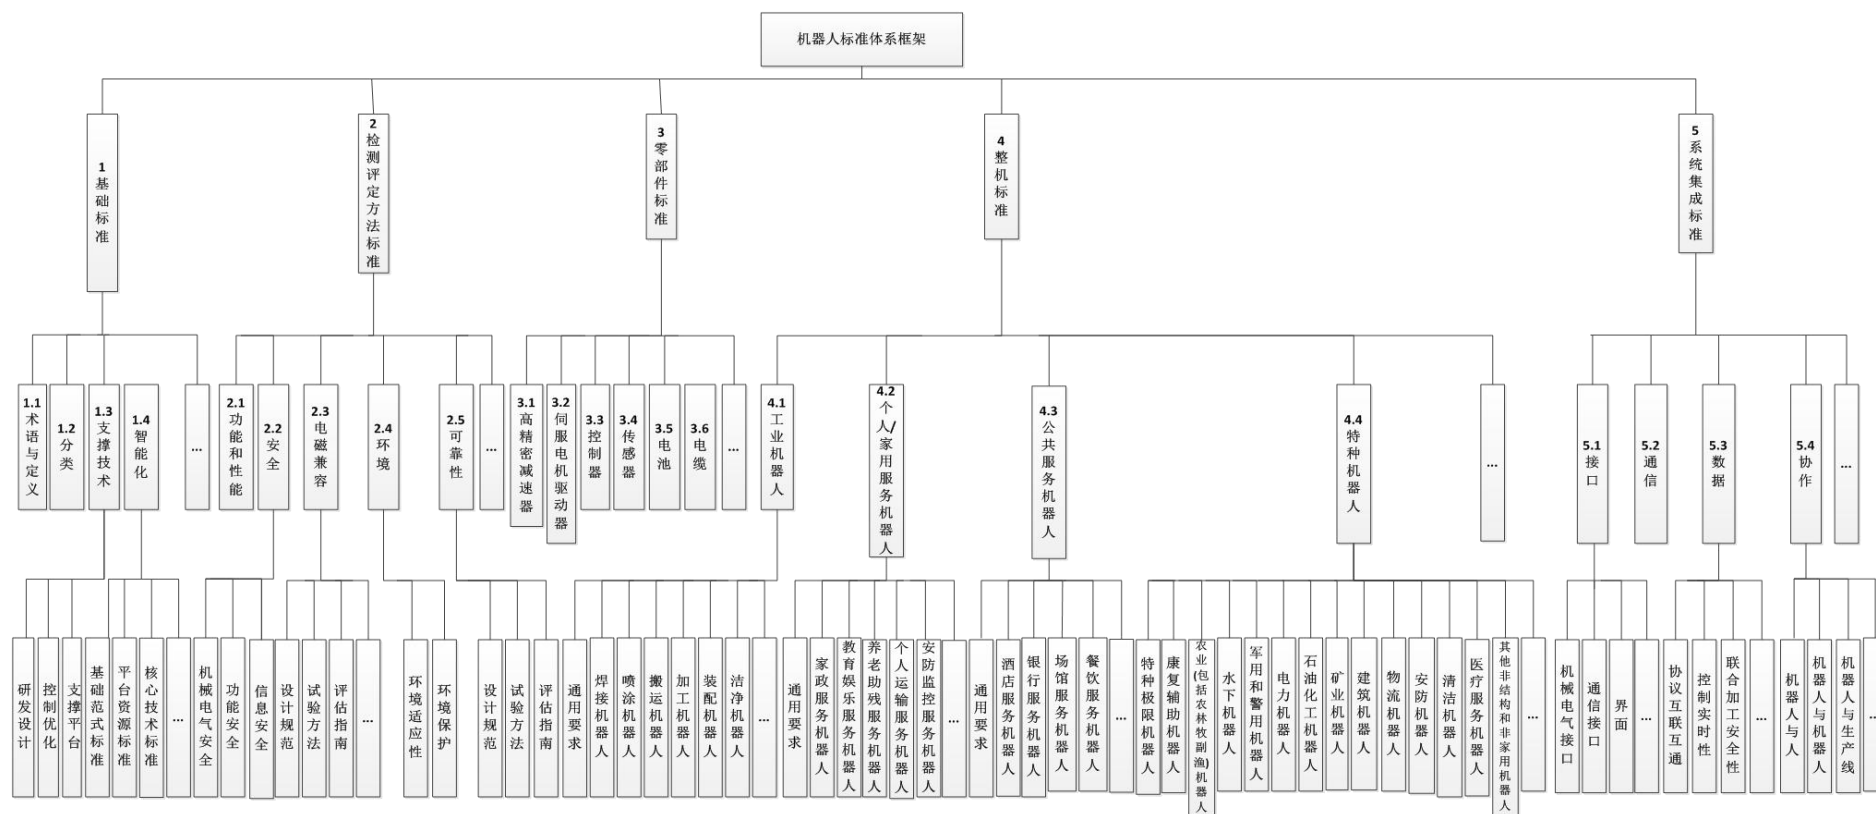 机器人标准体系框架
1 基础标准
2 检测评定方法标准
3 零部件标准
4 整机标准
5 系统集成标准
1.1 术语与定义
1.2 分类
1.3 支撑技术
1.4 智能化
...
2.1 功能和性能
2.2 安全
2.3 电磁兼容
2.4 环境
2.5 可靠性
...
3.1 高精密减速器
3.2 伺服电机驱动器
3.3 控制器
3.4 传感器
3.5 电池
3.6 电缆
...
4.1 工业机器人
4.2 个人/家用服务机器人
4.3 公共服务机器人
4.4 特种机器人
...
5.1 接口
5.2 通信
5.3 数据
5.4 协作
...
研发设计
控制优化
支撑平台
基础范式标准
平台资源标准
核心技术标准
...
机械电气安全
功能安全
信息安全
设计规范
试验方法
评估指南
...
环境适应性
环境保护
设计规范
试验方法
评估指南
通用要求
焊接机器人
喷涂机器人
搬运机器人
加工机器人
装配机器人
洁净机器人
...
通用要求
家政服务机器人
教育娱乐服务机器人
养老助残服务机器人
个人运输服务机器人
安防监控服务机器人
...
通用要求
酒店服务机器人
银行服务机器人
场馆服务机器人
餐饮服务机器人
...
特种极限机器人
康复辅助机器人
农业(包括农林牧副渔)机器人
水下机器人
军用和警用机器人
电力机器人
石油化工机器人
矿业机器人
建筑机器人
物流机器人
安防机器人
清洁机器人
医疗服务机器人
其他非结构和非家用机器人
...
机械电气接口
通信接口
界面
...
协议互联互通
控制实时性
联合加工安全性
...
机器人与人
机器人与机器人
机器人与生产线
...